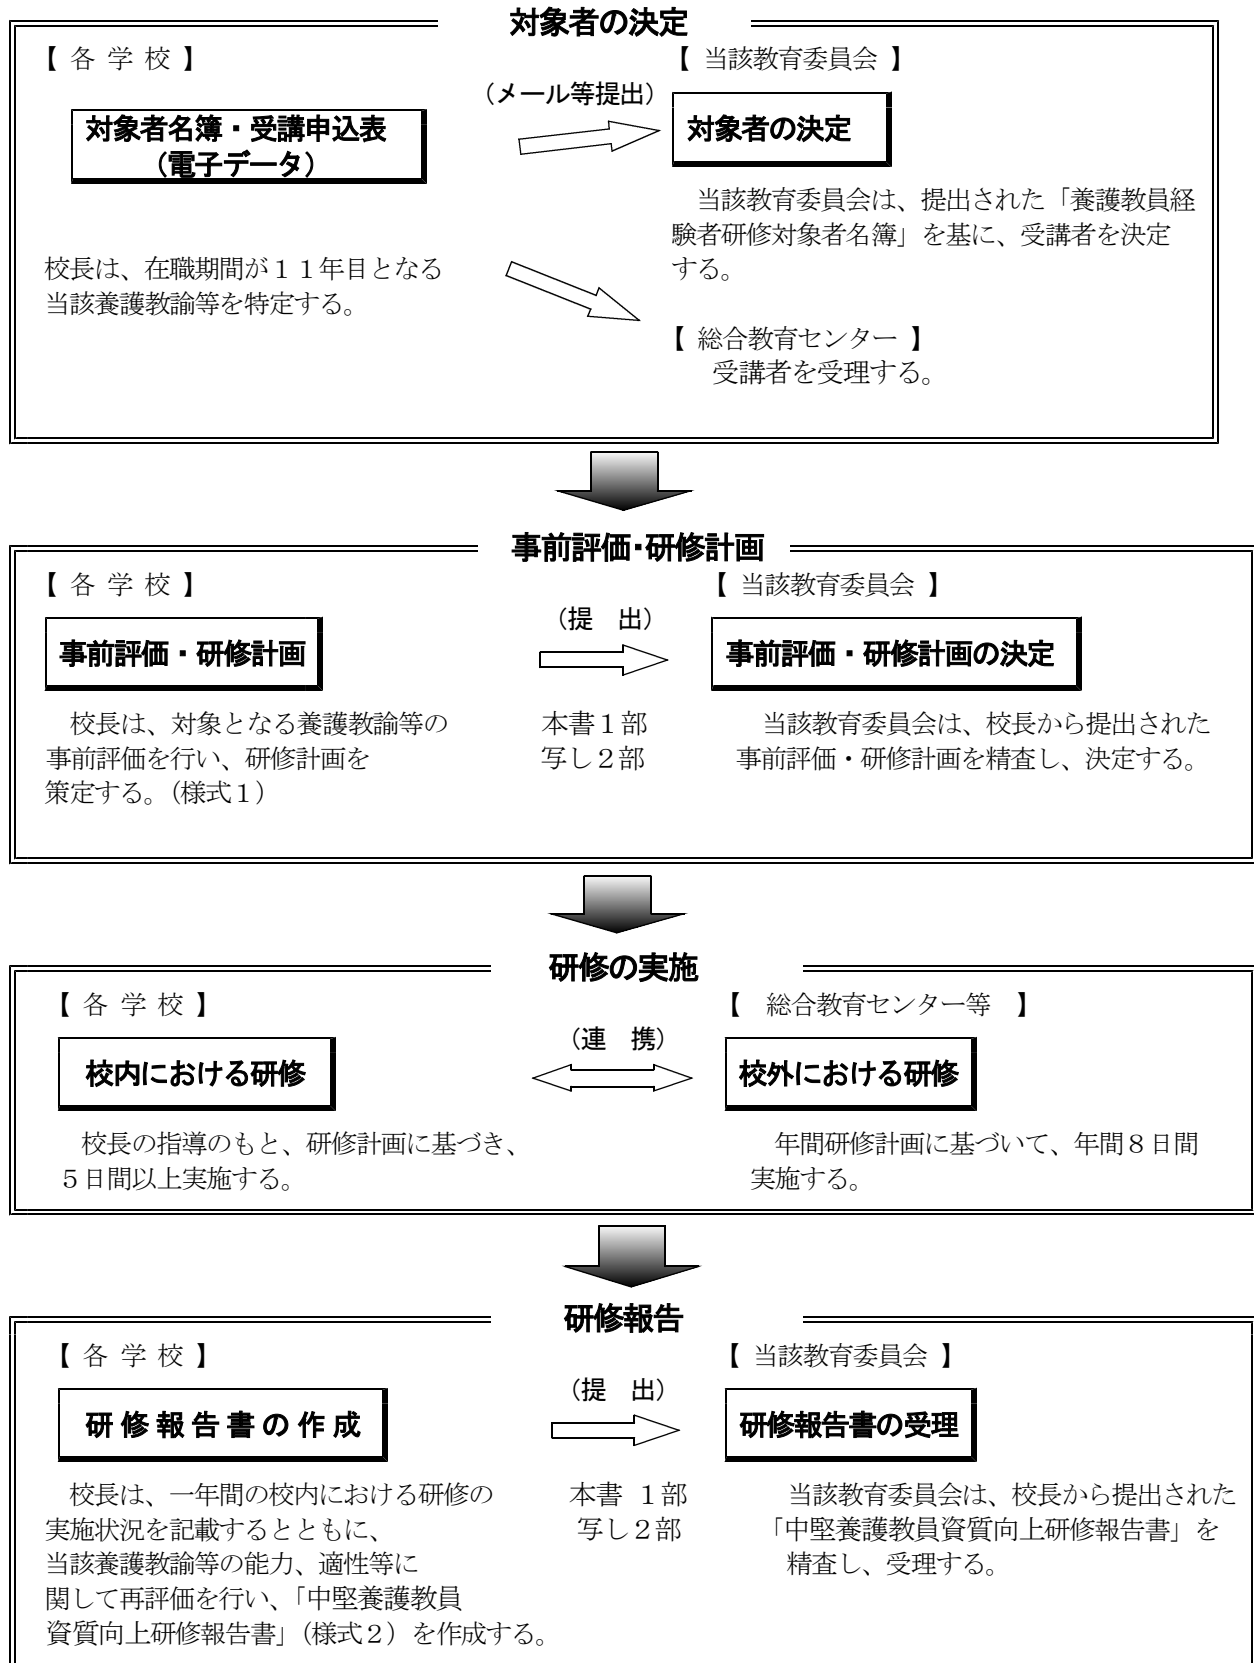 対象者の決定
【 各 学 校 】
対象者名簿・受講申込表
（電子データ）
校長は、在職期間が１１年目となる
当該養護教諭等を特定する。
（メール等提出）
【 当該教育委員会 】
対象者の決定
当該教育委員会は、提出された「養護教員経
験者研修対象者名簿」を基に、受講者を決定
する。
【 総合教育センター 】
受講者を受理する。
事前評価・研修計画
【 各 学 校 】
事前評価・研修計画
校長は、対象となる養護教諭等の
事前評価を行い、研修計画を
策定する。（様式１）
（提　出）
本書１部
写し２部
【 当該教育委員会 】
事前評価・研修計画の決定
当該教育委員会は、校長から提出された
事前評価・研修計画を精査し、決定する。
研修の実施
【 各 学 校 】
校内における研修
校長の指導のもと、研修計画に基づき、
５日間以上実施する。
（連　携）
【　総合教育センター等　】
校外における研修
年間研修計画に基づいて、年間８日間
実施する。
研修報告
【 各 学 校 】
研 修 報 告 書 の 作 成
校長は、一年間の校内における研修の
実施状況を記載するとともに、
当該養護教諭等の能力、適性等に
関して再評価を行い、「中堅養護教員
資質向上研修報告書」（様式２）を作成する。
（提　出）
本書 １部
写し２部
【 当該教育委員会 】
研修報告書の受理
当該教育委員会は、校長から提出された
「中堅養護教員資質向上研修報告書」を
精査し、受理する。